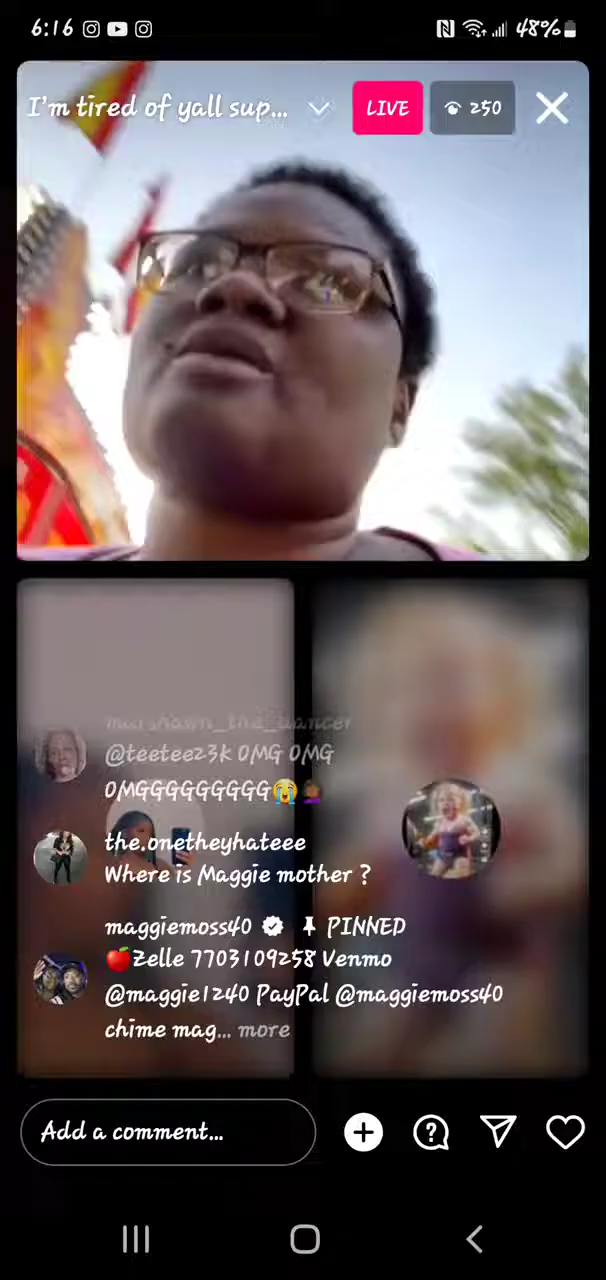 6:16
48%
I'm tired of yall sup...
LIVE
250
marshawn_the_dancer
@teetee23k OMG OMG
OMGGGGGGGGG😭🤦🏾‍♀️
the.onetheyhateee
Where is Maggie mother ?
maggiemoss40 PINNED
🍎Zelle 7703109258 Venmo
@maggie1240 PayPal @maggiemoss40
chime mag... more
Add a comment...